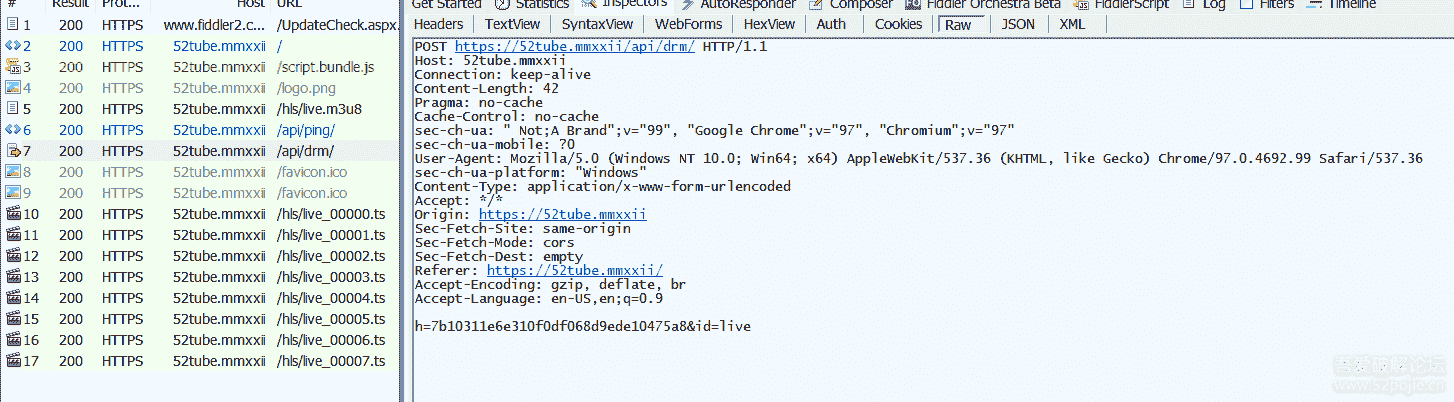 # Result Prot... Host URL
1 200 HTTPS www.fiddler2.c... /UpdateCheck.aspx.
2 200 HTTPS 52tube.mmxxii /
3 200 HTTPS 52tube.mmxxii /script.bundle.js
4 200 HTTPS 52tube.mmxxii /logo.png
5 200 HTTPS 52tube.mmxxii /hls/live.m3u8
6 200 HTTPS 52tube.mmxxii /api/ping/
7 200 HTTPS 52tube.mmxxii /api/drm/
8 200 HTTPS 52tube.mmxxii /favicon.ico
9 200 HTTPS 52tube.mmxxii /favicon.ico
10 200 HTTPS 52tube.mmxxii /hls/live_00000.ts
11 200 HTTPS 52tube.mmxxii /hls/live_00001.ts
12 200 HTTPS 52tube.mmxxii /hls/live_00002.ts
13 200 HTTPS 52tube.mmxxii /hls/live_00003.ts
14 200 HTTPS 52tube.mmxxii /hls/live_00004.ts
15 200 HTTPS 52tube.mmxxii /hls/live_00005.ts
16 200 HTTPS 52tube.mmxxii /hls/live_00006.ts
17 200 HTTPS 52tube.mmxxii /hls/live_00007.ts
Get Started Statistics Inspectors AutoResponder Composer FO Fiddler Orchestra Beta FiddlerScript Log Filters Timeline
Headers TextView SyntaxView WebForms HexView Auth Cookies Raw JSON XML
POST https://52tube.mmxxii/api/drm/ HTTP/1.1
Host: 52tube.mmxxii
Connection: keep-alive
Content-Length: 42
Pragma: no-cache
Cache-Control: no-cache
sec-ch-ua: " Not;A Brand";v="99", "Google Chrome";v="97", "Chromium";v="97"
sec-ch-ua-mobile: ?0
User-Agent: Mozilla/5.0 (Windows NT 10.0; Win64; x64) AppleWebKit/537.36 (KHTML, like Gecko) Chrome/97.0.4692.99 Safari/537.36
sec-ch-ua-platform: "Windows"
Content-Type: application/x-www-form-urlencoded
Accept: */*
Origin: https://52tube.mmxxii
Sec-Fetch-Site: same-origin
Sec-Fetch-Mode: cors
Sec-Fetch-Dest: empty
Referer: https://52tube.mmxxii/
Accept-Encoding: gzip, deflate, br
Accept-Language: en-US,en;q=0.9
h=7b10311e6e310f0df068d9ede10475a8&id=live
吾爱破解论坛
www.52pojie.cn